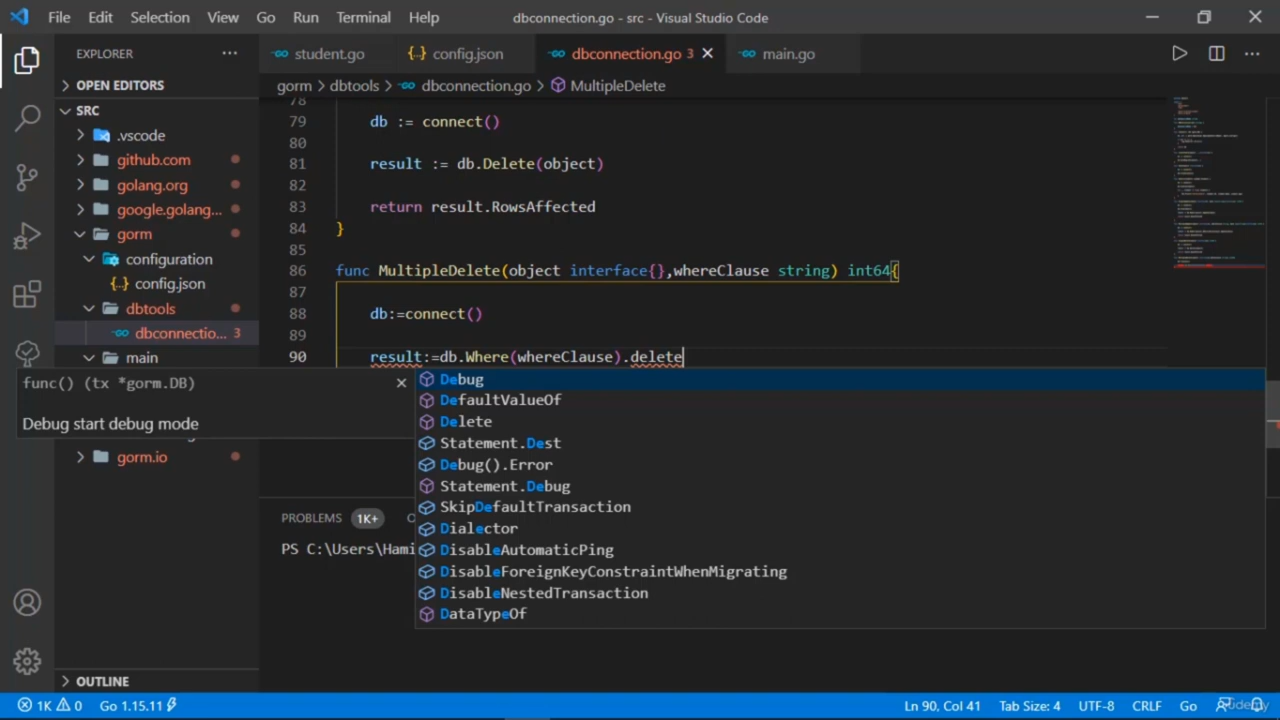 File Edit Selection View Go Run Terminal Help dbconnection.go - src - Visual Studio Code
EXPLORER
student.go config.json dbconnection.go 3 main.go
OPEN EDITORS
gorm > dbtools > dbconnection.go > MultipleDelete
SRC
.vscode
github.com
golang.org
google.golang...
gorm
configuration
config.json
dbtools
dbconnectio... 3
main
gorm.io
OUTLINE
78
79 db := connect()
80
81 result := db.Delete(object)
82
83 return result.RowsAffected
84 }
85
86 func MultipleDelete(object interface{},whereClause string) int64{
87
88 db:=connect()
89
90 result:=db.Where(whereClause).delete
func() (tx *gorm.DB)
Debug start debug mode
Debug
DefaultValueOf
Delete
Statement.Dest
Debug().Error
Statement.Debug
SkipDefaultTransaction
Dialector
DisableAutomaticPing
DisableForeignKeyConstraintWhenMigrating
DisableNestedTransaction
DataTypeOf
PROBLEMS 1K+
PS C:\Users\Hami
1K 0 Go 1.15.11 Ln 90, Col 41 Tab Size: 4 UTF-8 CRLF Go